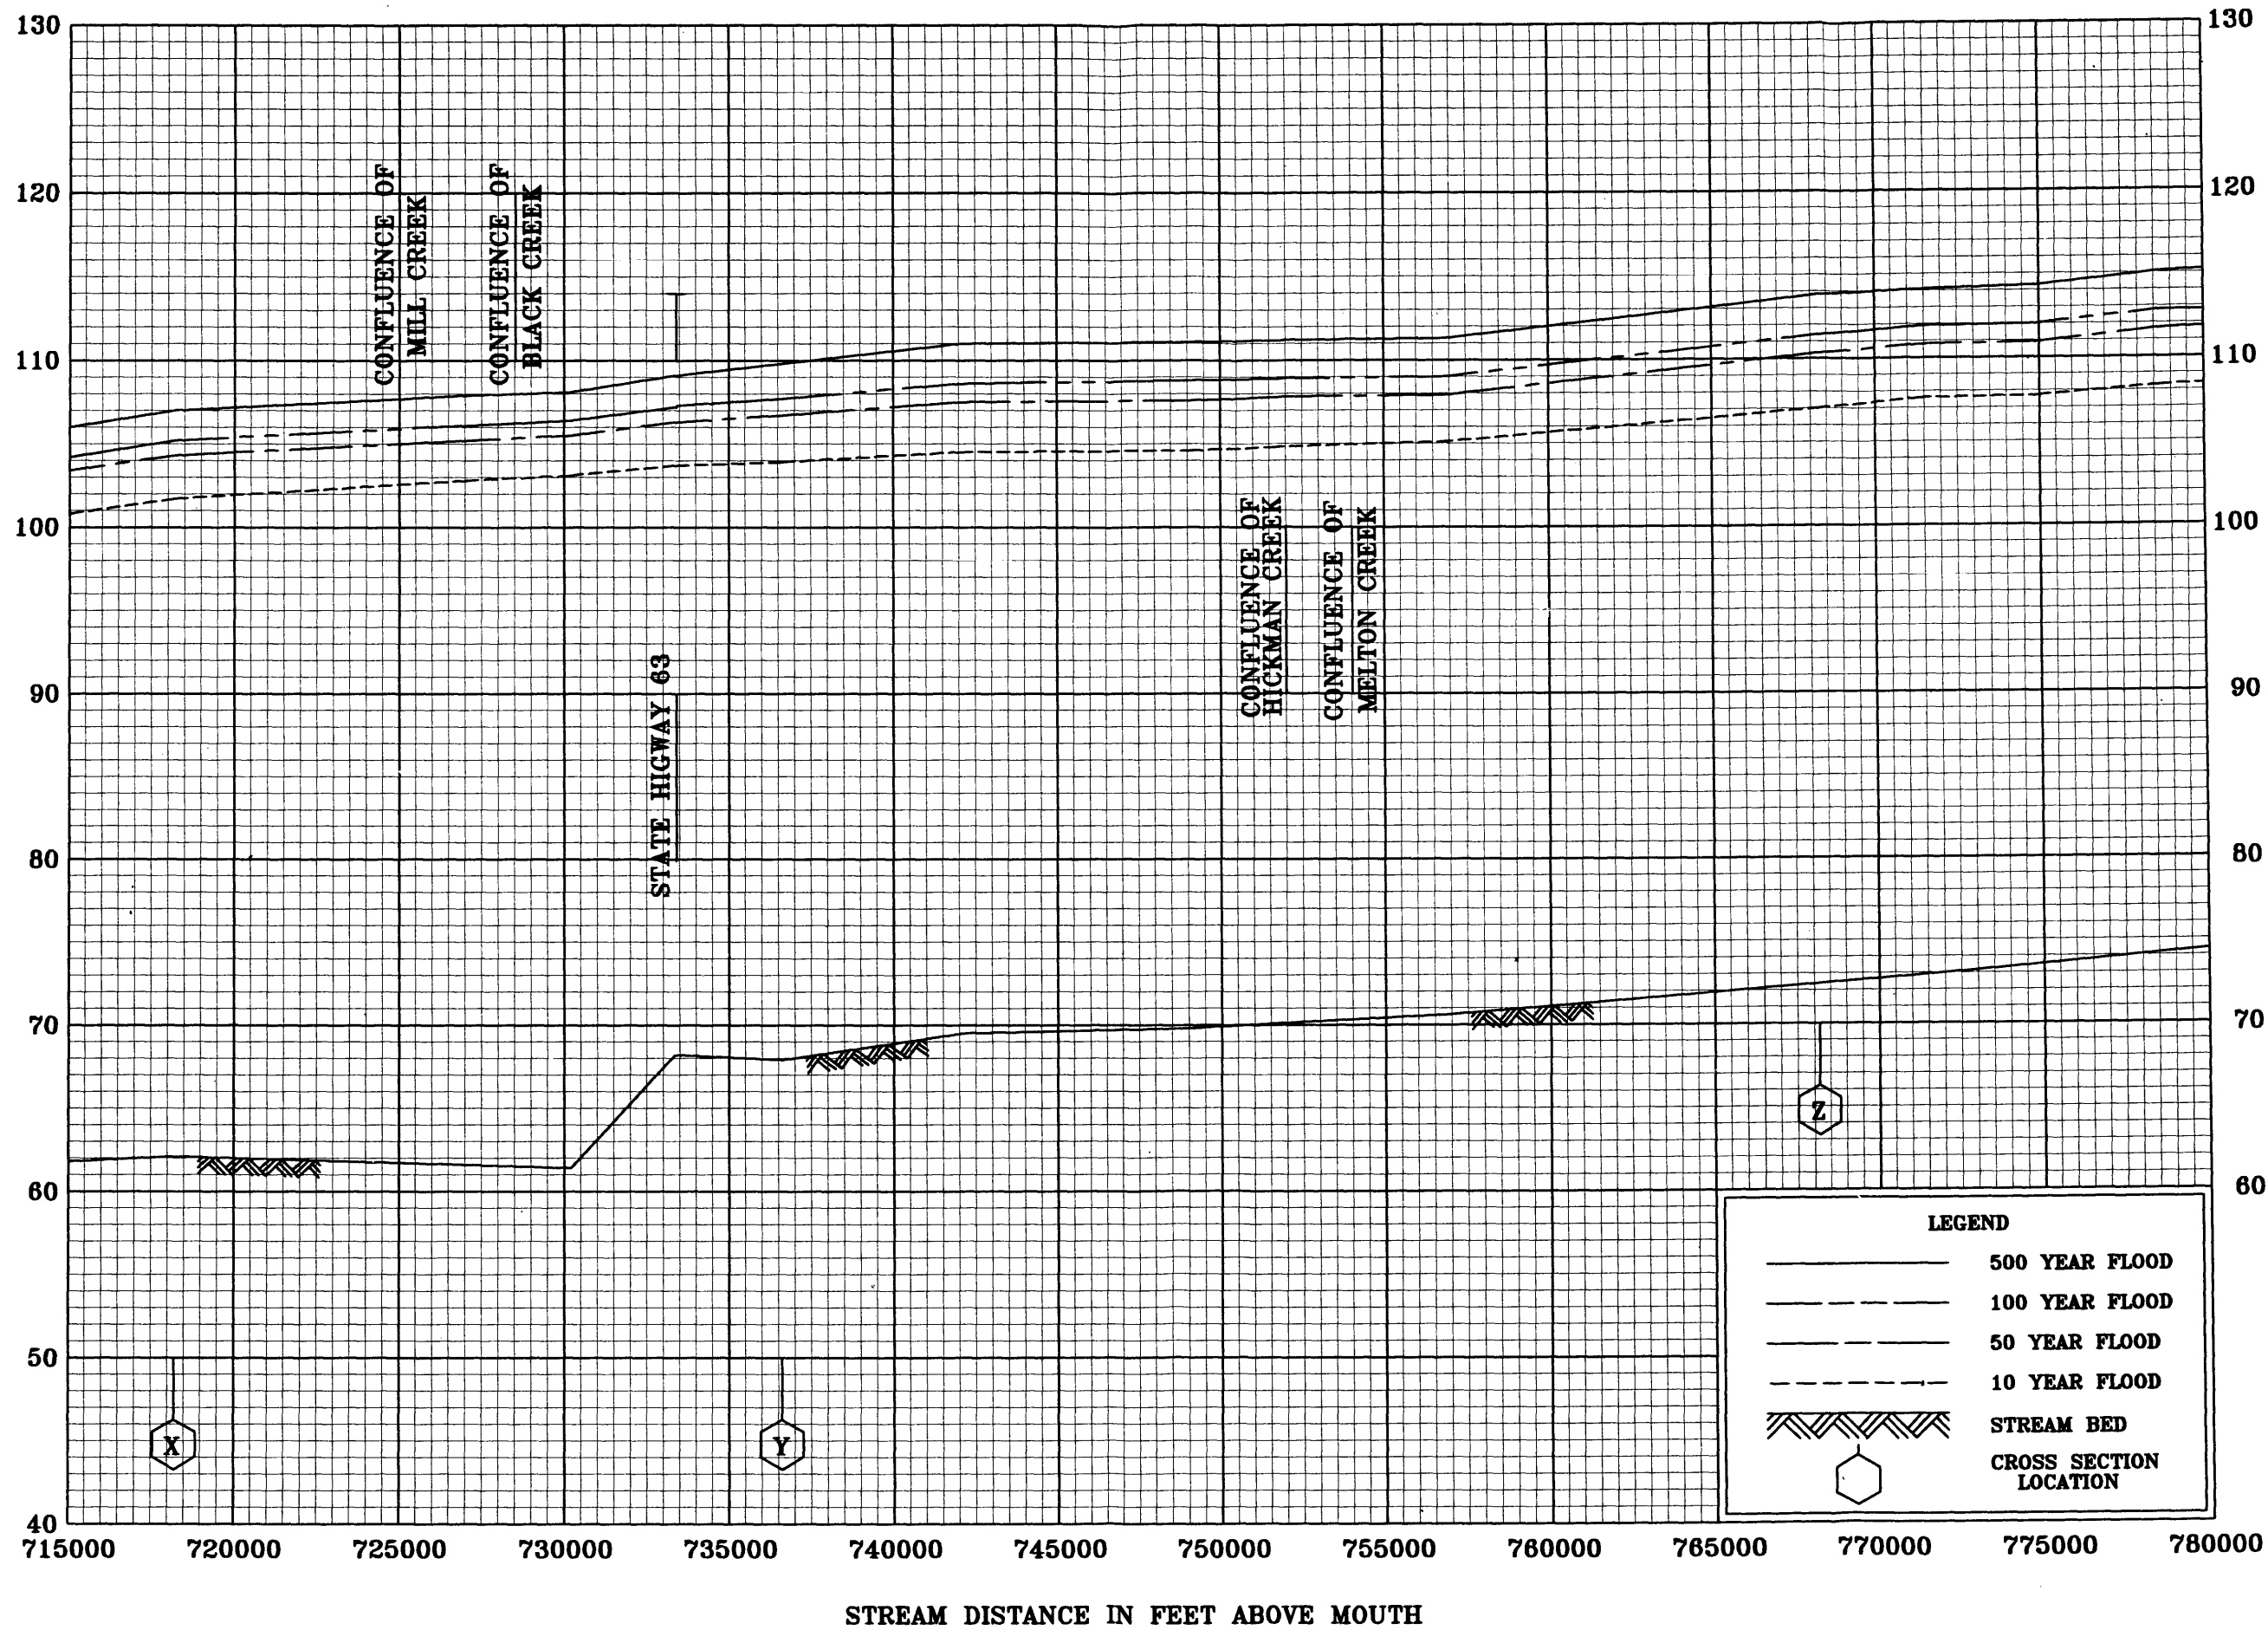 130
120
110
100
90
80
70
60
50
40
130
120
110
100
90
80
70
60
CONFLUENCE OF
MILL CREEK
CONFLUENCE OF
BLACK CREEK
STATE HIGWAY 63
CONFLUENCE OF
HICKMAN CREEK
CONFLUENCE OF
MELTON CREEK
X
Y
Z
LEGEND
500 YEAR FLOOD
100 YEAR FLOOD
50 YEAR FLOOD
10 YEAR FLOOD
STREAM BED
CROSS SECTION
LOCATION
715000 720000 725000 730000 735000 740000 745000 750000 755000 760000 765000 770000 775000 780000
STREAM DISTANCE IN FEET ABOVE MOUTH